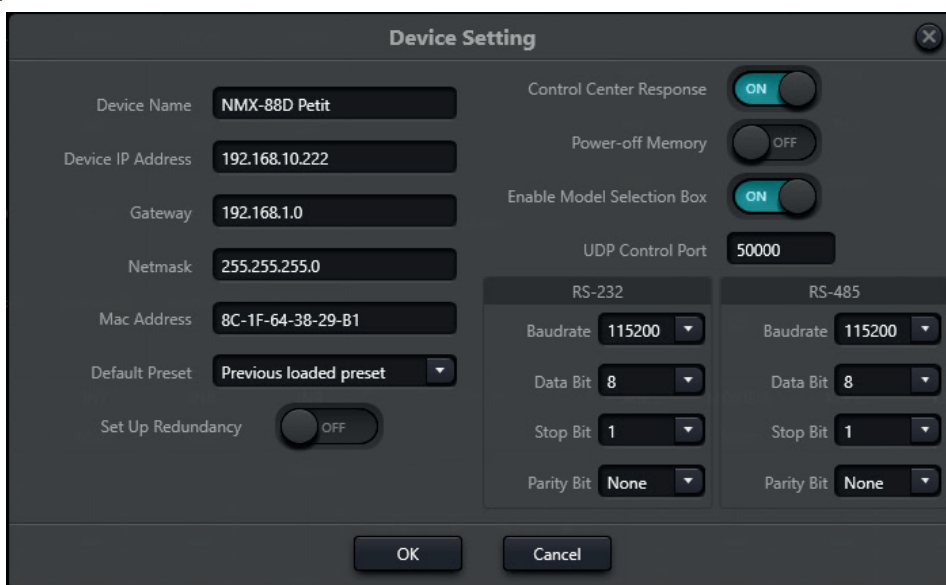 Device Setting
Device Name NMX-88D Petit
Device IP Address 192.168.10.222
Gateway 192.168.1.0
Netmask 255.255.255.0
Mac Address 8C-1F-64-38-29-B1
Default Preset Previous loaded preset
Set Up Redundancy OFF
Control Center Response ON
Power-off Memory OFF
Enable Model Selection Box ON
UDP Control Port 50000
RS-232
Baudrate 115200
Data Bit 8
Stop Bit 1
Parity Bit None
RS-485
Baudrate 115200
Data Bit 8
Stop Bit 1
Parity Bit None
OK Cancel